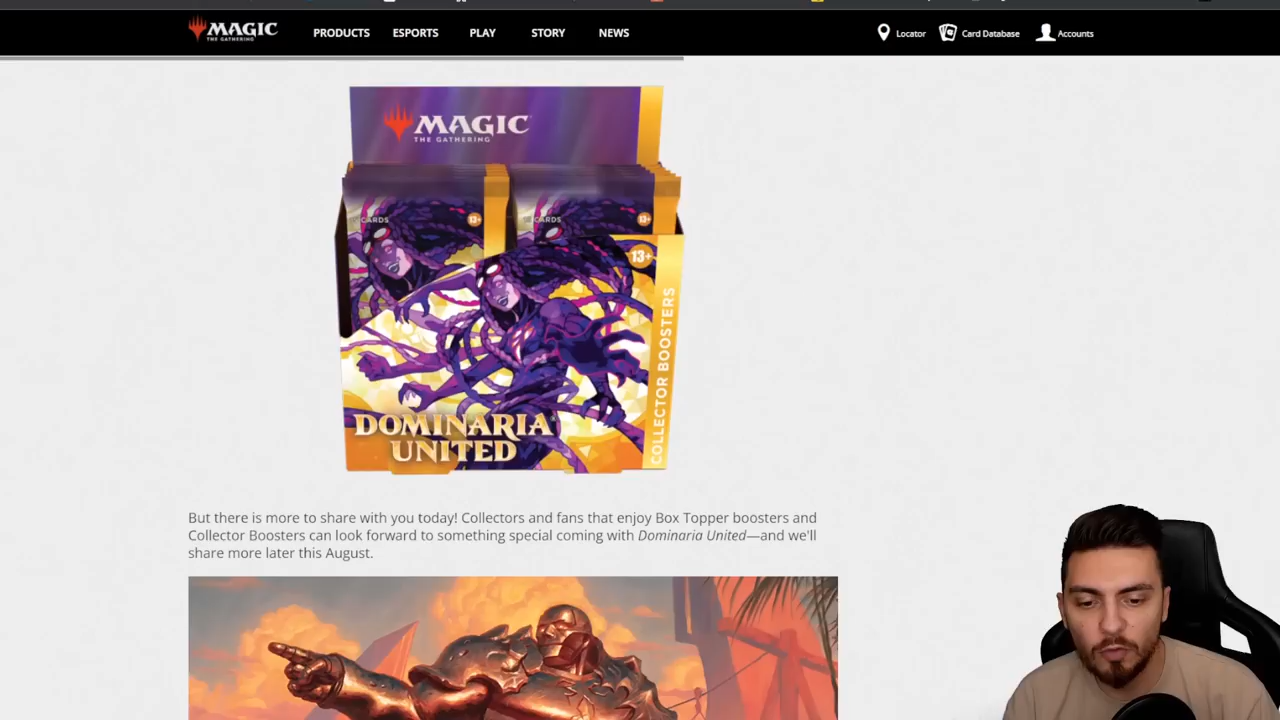 MAGIC
THE GATHERING
PRODUCTS ESPORTS PLAY STORY NEWS
Locator Card Database Accounts
MAGIC
THE GATHERING
CARDS 13+ CARDS 13+
13+
COLLECTOR BOOSTERS
DOMINARIA
UNITED
But there is more to share with you today! Collectors and fans that enjoy Box Topper boosters and
Collector Boosters can look forward to something special coming with Dominaria United—and we'll
share more later this August.